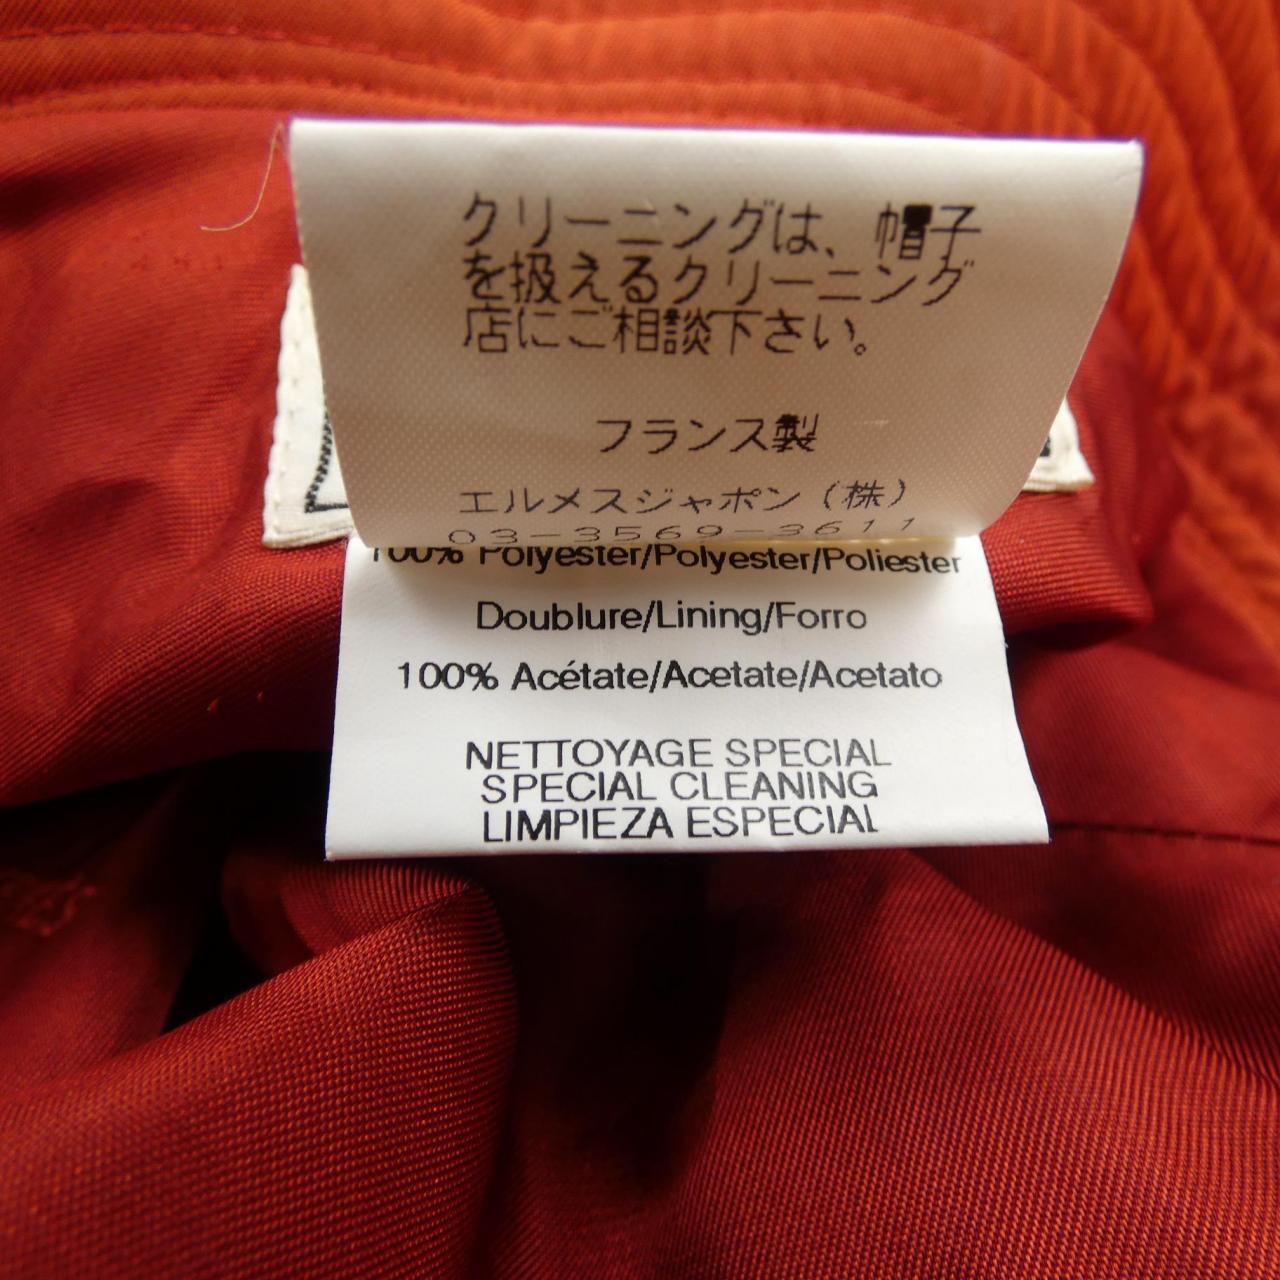 クリーニングは、帽子
を扱えるクリーニング
店にご相談下さい。
フランス製
エルメスジャポン（株）
03-3569-3611
100% Polyester/Polyester/Poliester
Doublure/Lining/Forro
100% Acétate/Acetate/Acetato
NETTOYAGE SPECIAL
SPECIAL CLEANING
LIMPIEZA ESPECIAL